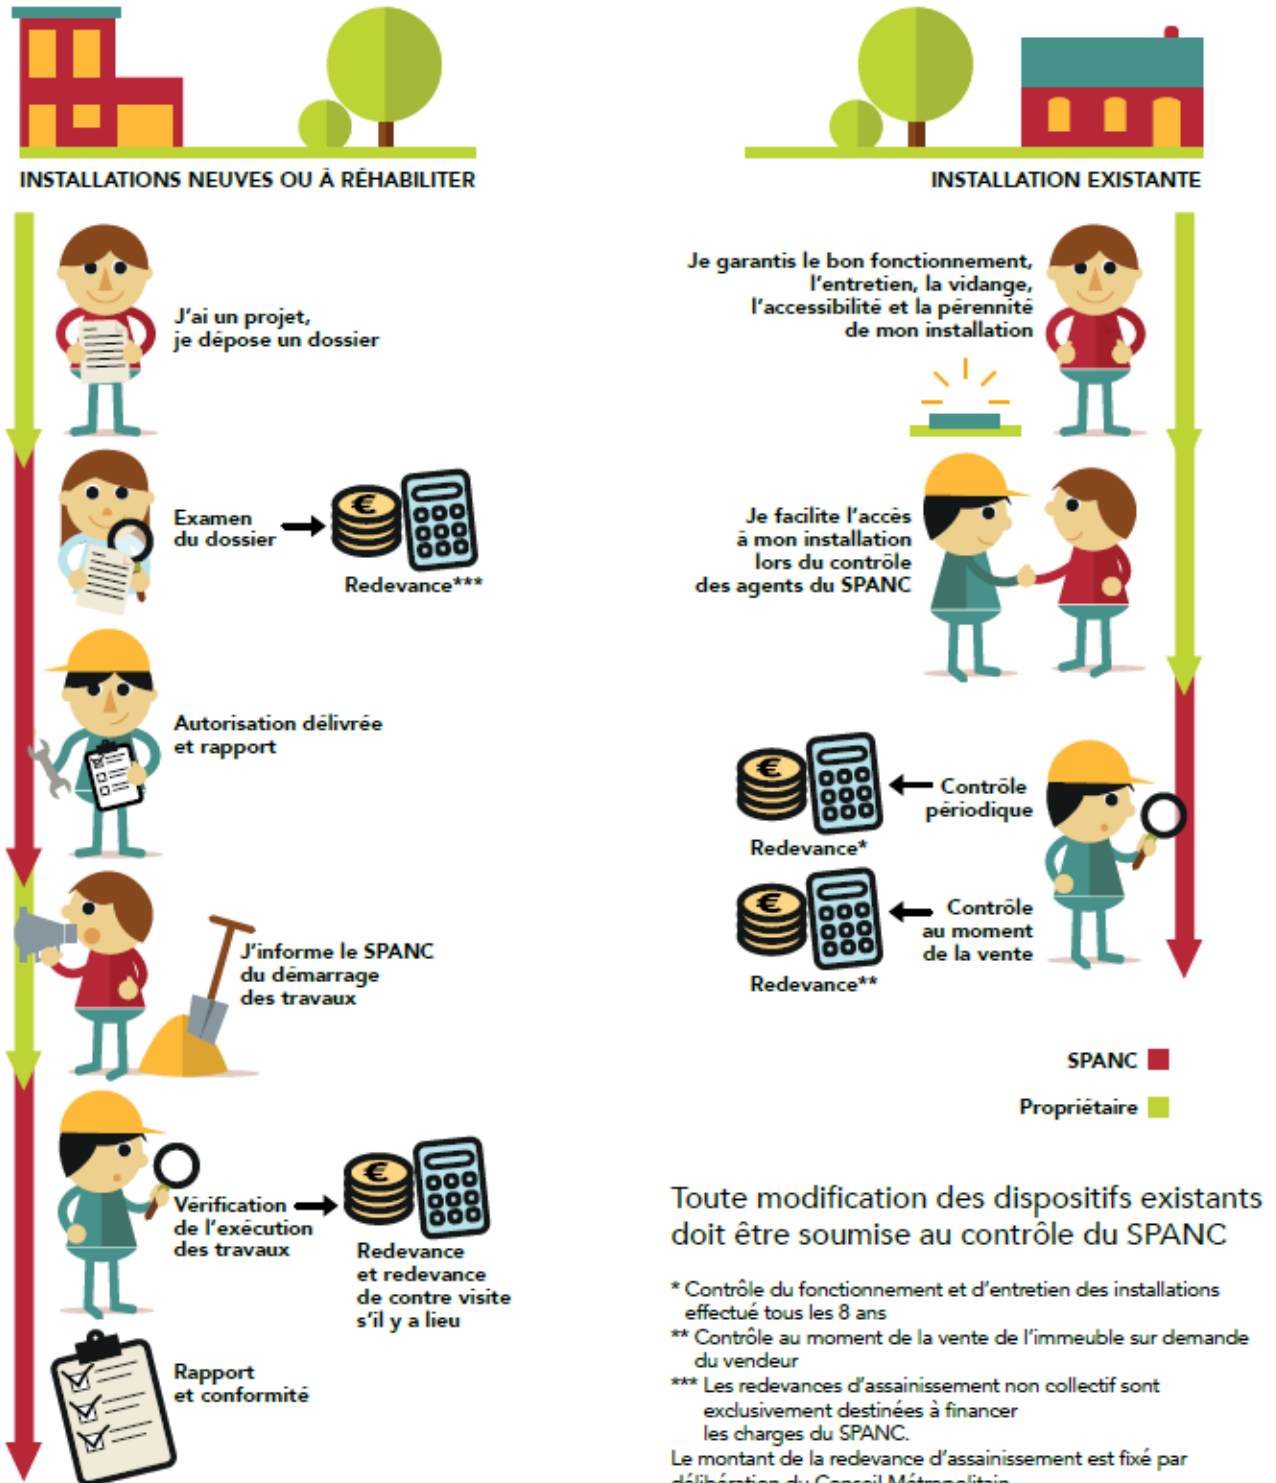 INSTALLATIONS NEUVES OU À RÉHABILITER
J'ai un projet,
je dépose un dossier
Examen
du dossier
Redevance***
Autorisation délivrée
et rapport
J'informe le SPANC
du démarrage
des travaux
Vérification
de l'exécution
des travaux
Redevance
et redevance
de contre visite
s'il y a lieu
Rapport
et conformité
INSTALLATION EXISTANTE
Je garantis le bon fonctionnement,
l'entretien, la vidange,
l'accessibilité et la pérennité
de mon installation
Je facilite l'accès
à mon installation
lors du contrôle
des agents du SPANC
Contrôle
périodique
Redevance*
Contrôle
au moment
de la vente
Redevance**
SPANC
Propriétaire
Toute modification des dispositifs existants
doit être soumise au contrôle du SPANC
* Contrôle du fonctionnement et d'entretien des installations
effectué tous les 8 ans
** Contrôle au moment de la vente de l'immeuble sur demande
du vendeur
*** Les redevances d'assainissement non collectif sont
exclusivement destinées à financer
les charges du SPANC.
Le montant de la redevance d'assainissement est fixé par
délibération du Conseil Métropolitain